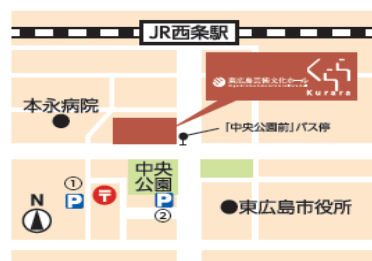 JR西条駅
東広島芸術文化ホール
くらら
Kurara
本永病院
「中央公園前」バス停
中央
公園
N
①
P
〒
P
②
東広島市役所